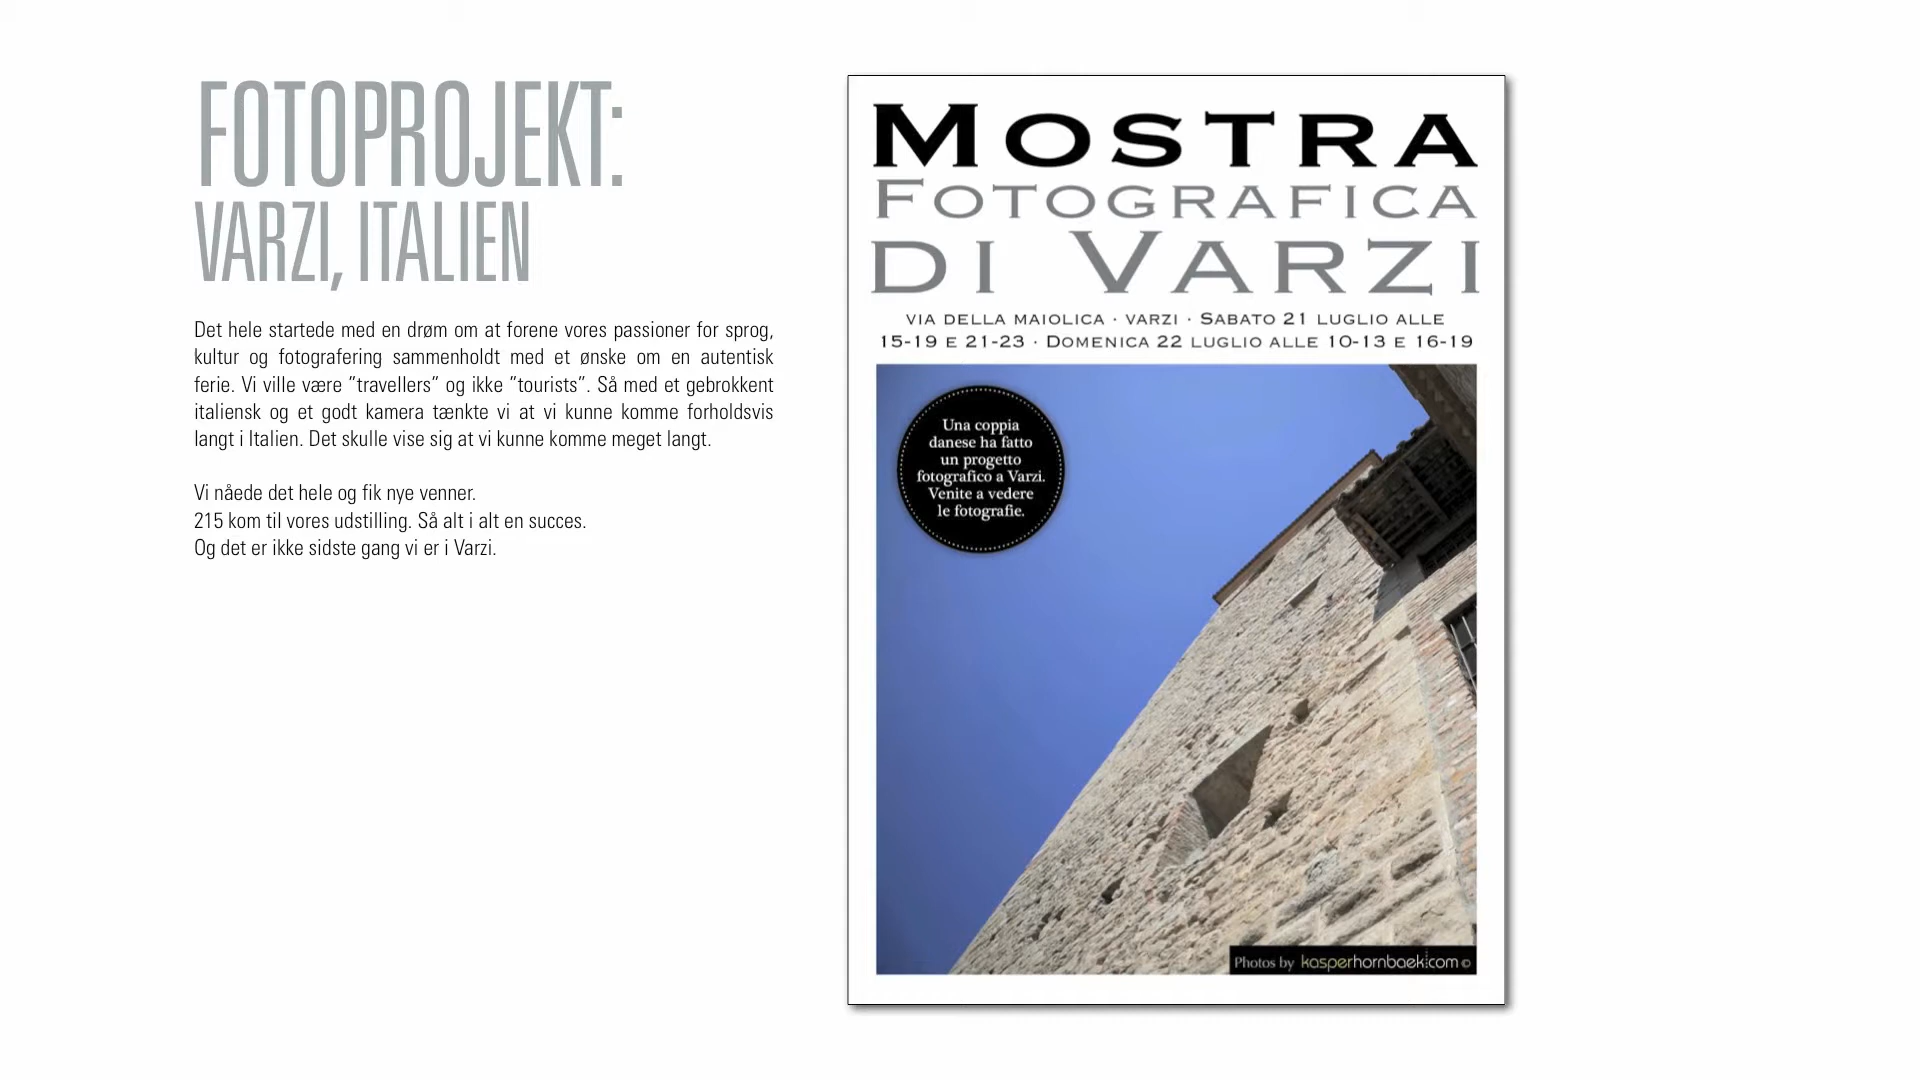 FOTOPROJEKT:
VARZI, ITALIEN
Det hele startede med en drøm om at forene vores passioner for sprog,
kultur og fotografering sammenholdt med et ønske om en autentisk
ferie. Vi ville være ”travellers” og ikke ”tourists”. Så med et gebrokkent
italiensk og et godt kamera tænkte vi at vi kunne komme forholdsvis
langt i Italien. Det skulle vise sig at vi kunne komme meget langt.
Vi nåede det hele og fik nye venner.
215 kom til vores udstilling. Så alt i alt en succes.
Og det er ikke sidste gang vi er i Varzi.
MOSTRA
FOTOGRAFICA
DI VARZI
VIA DELLA MAIOLICA · VARZI · SABATO 21 LUGLIO ALLE
15-19 E 21-23 · DOMENICA 22 LUGLIO ALLE 10-13 E 16-19
Una coppia
danese ha fatto
un progetto
fotografico a Varzi.
Venite a vedere
le fotografie.
Photos by kasperhornbaek.com ©